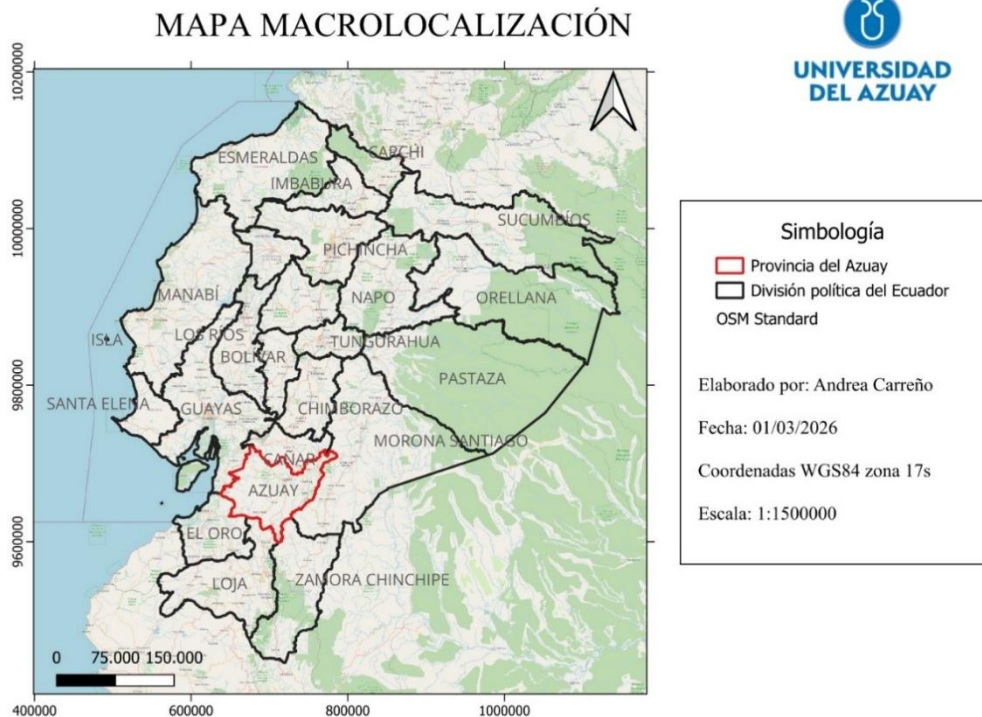 MAPA MACROLOCALIZACIÓN
UNIVERSIDAD
DEL AZUAY
10200000
10000000
9800000
9600000
ESMERALDAS
CARCHI
IMBABURA
SUCUMBÍOS
PICHINCHA
MANABÍ
NAPO
ORELLANA
ISLA
LOS RÍOS
BOLIVAR
TUNGURAHUA
PASTAZA
SANTA ELENA
GUAYAS
CHIMBORAZO
MORONA SANTIAGO
CAÑAR
AZUAY
EL ORO
LOJA
ZAMORA CHINCHIPE
0 75.000 150.000
400000 600000 800000 1000000
Simbología
Provincia del Azuay
División política del Ecuador
OSM Standard
Elaborado por: Andrea Carreño
Fecha: 01/03/2026
Coordenadas WGS84 zona 17s
Escala: 1:1500000